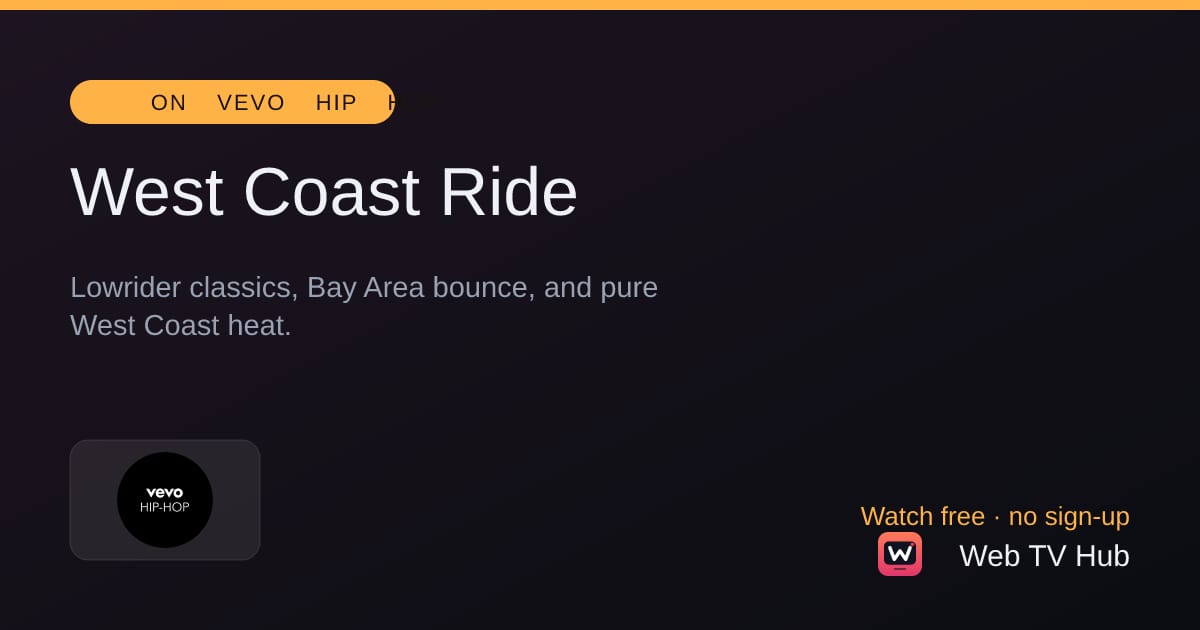 ON VEVO HIP
West Coast Ride
Lowrider classics, Bay Area bounce, and pure
West Coast heat.
vevo
HIP-HOP
Watch free · no sign-up
W
Web TV Hub